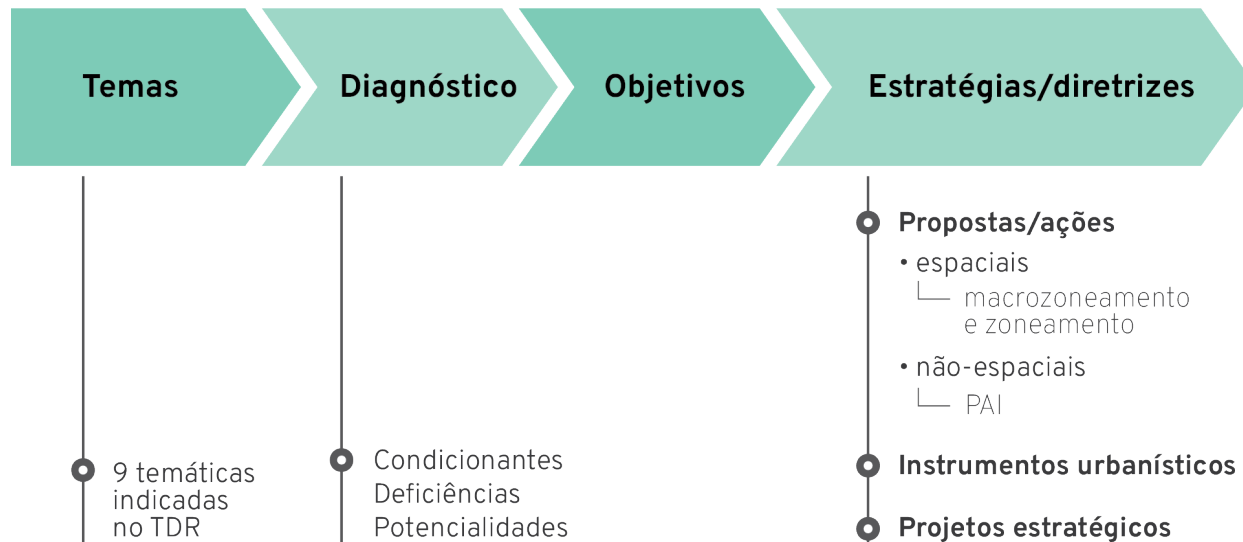 Temas
Diagnóstico
Objetivos
Estratégias/diretrizes
9 temáticas
indicadas
no TDR
Condicionantes
Deficiências
Potencialidades
Propostas/ações
• espaciais
macrozoneamento
e zoneamento
• não-espaciais
PAI
Instrumentos urbanísticos
Projetos estratégicos